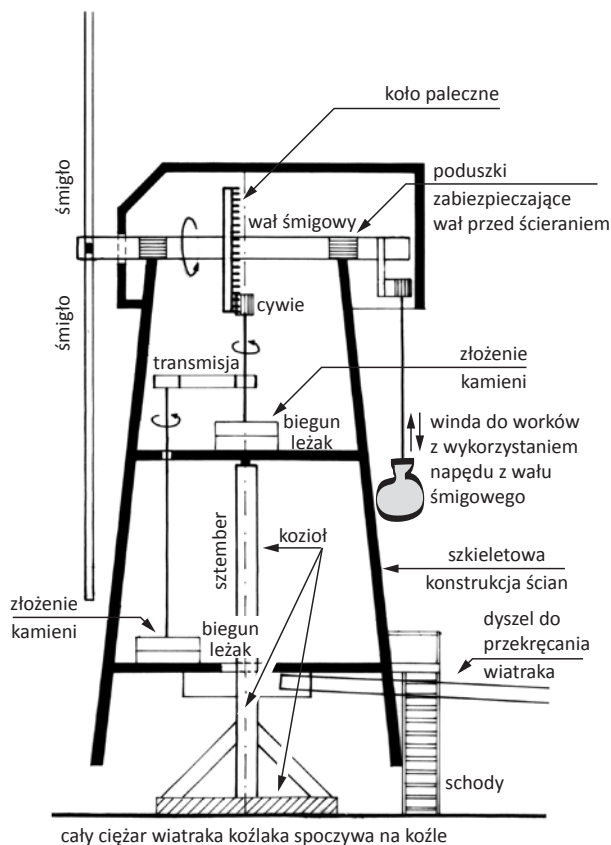 koło paleczne
śmigło
poduszki
zabiezpieczające
wał przed ścieraniem
wał śmigowy
śmigło
cywie
transmisja
złożenie
kamieni
biegun
leżak
winda do worków
z wykorzystaniem
napędu z wału
śmigowego
sztember
kozioł
szkieletowa
konstrukcja ścian
złożenie
kamieni
biegun
leżak
dyszel do
przekręcania
wiatraka
schody
cały ciężar wiatraka koźlaka spoczywa na koźle